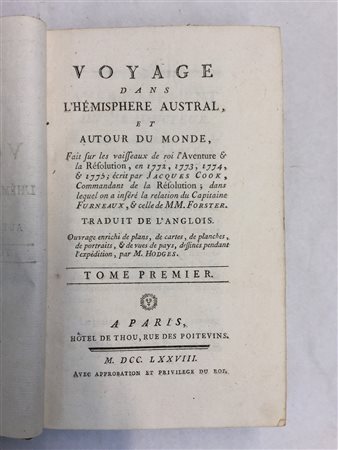 VOYAGE
DANS
L'HÉMISPHERE AUSTRAL,
ET
AUTOUR DU MONDE,
Fait sur les vaisseaux de roi l'Aventure &
la Résolution, en 1772, 1773, 1774,
& 1775; écrit par JACQUES COOK,
Commandant de la Résolution; dans
lequel on a inséré la relation du Capitaine
FURNEAUX, & celle de MM. FORSTER.
TRADUIT DE L'ANGLOIS.
Ouvrage enrichi de plans, de cartes, de planches,
de portraits, & de vues de pays, dessinés pendant
l'expédition, par M. HODGES.
TOME PREMIER.
A PARIS,
HÔTEL DE THOU, RUE DES POITEVINS.
M. DCC. LXXVIII.
AVEC APPROBATION ET PRIVILEGE DU ROI.